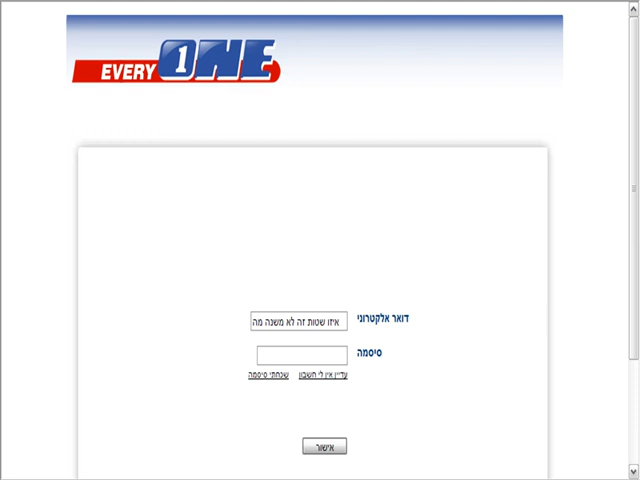 EVERY 1 ONE
דואר אלקטרוני
איזו שטות זה לא משנה מה
סיסמה
עדיין אין לי חשבון
שכחתי סיסמה
אישור